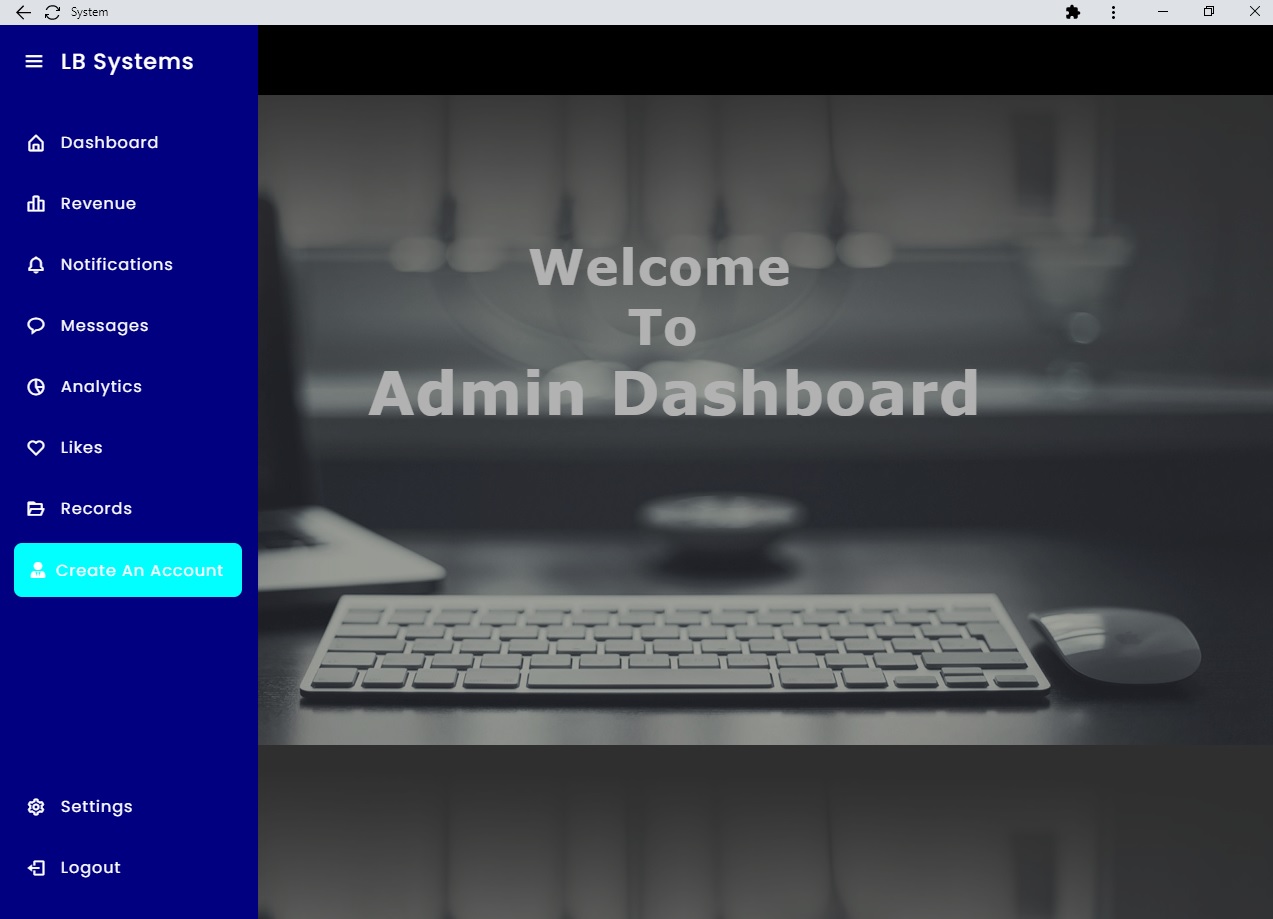 System
LB Systems
Dashboard
Revenue
Notifications
Messages
Analytics
Likes
Records
Create An Account
Settings
Logout
Welcome
To
Admin Dashboard